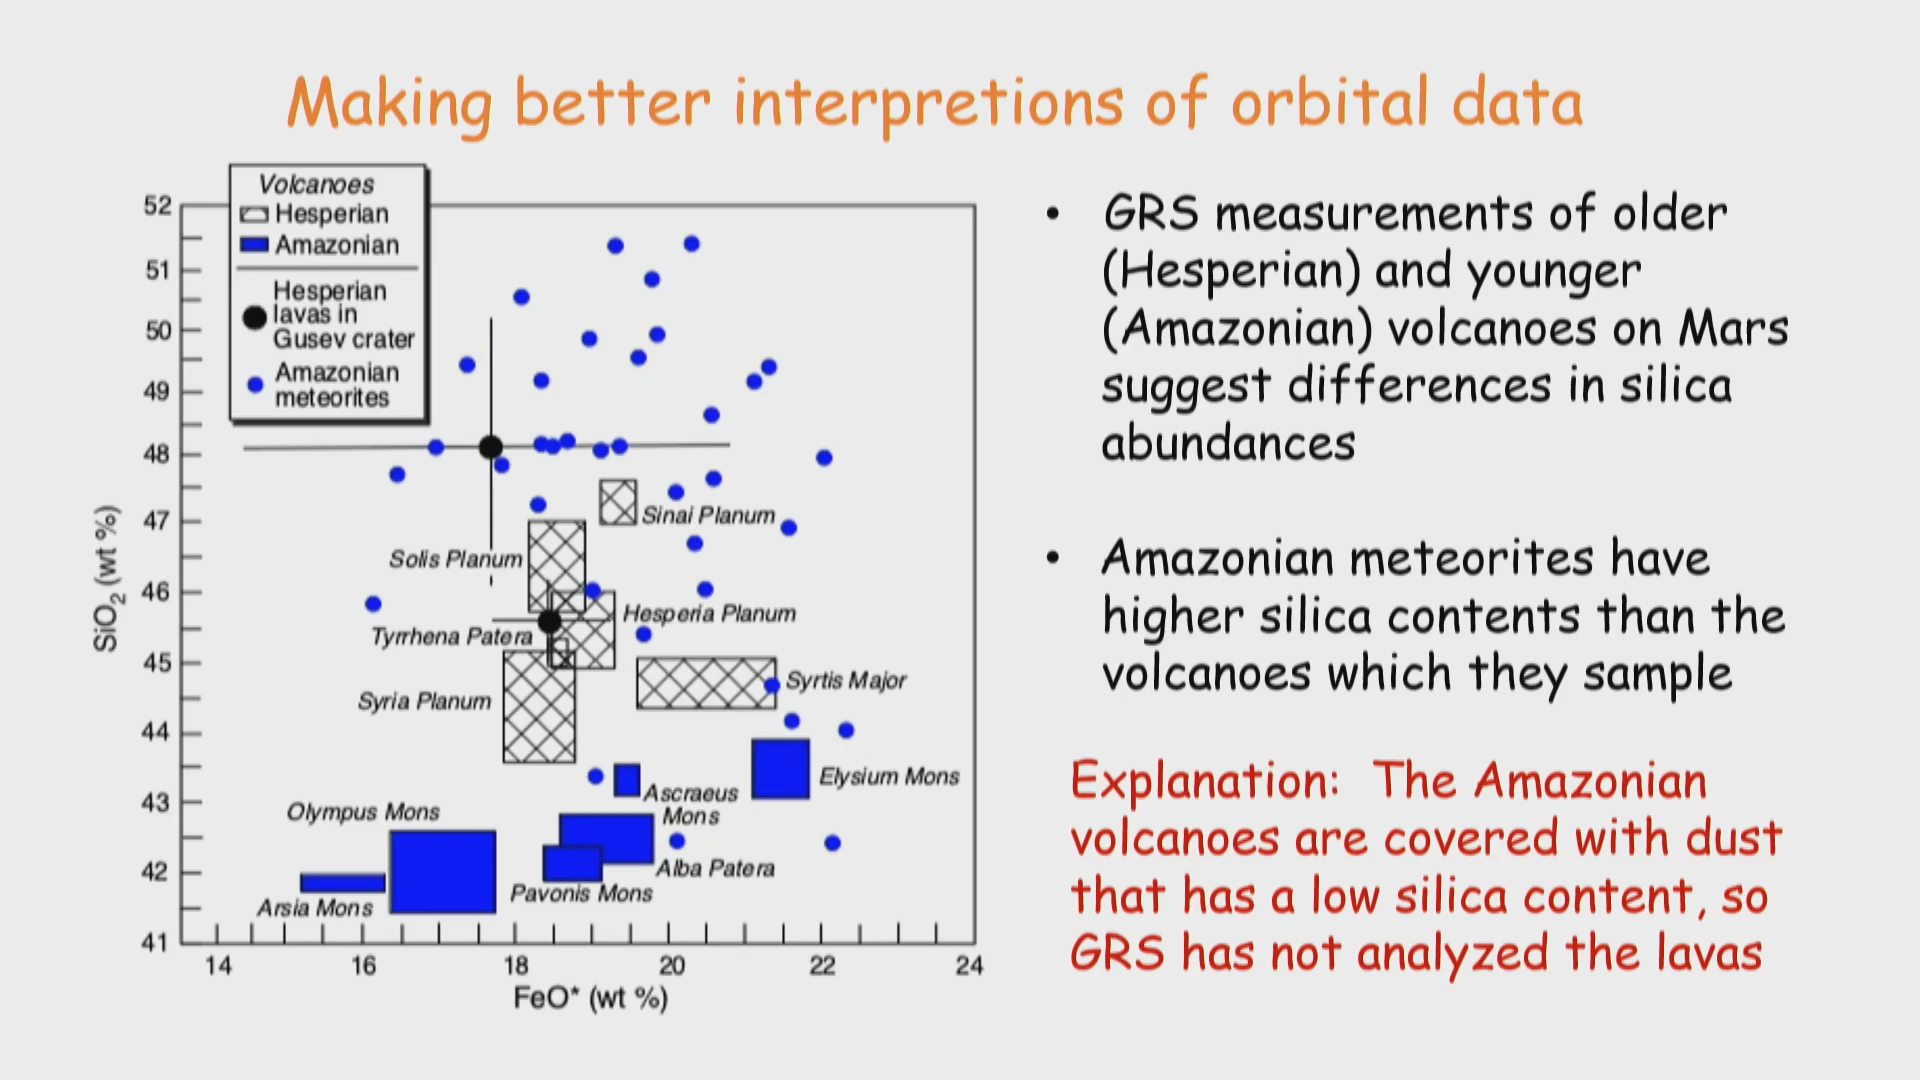 Making better interpretions of orbital data
Volcanoes
Hesperian
Amazonian
Hesperian
lavas in
Gusev crater
Amazonian
meteorites
52
51
50
49
48
47
46
45
44
43
42
41
SiO2 (wt %)
Sinai Planum
Solis Planum
Hesperia Planum
Tyrrhena Patera
Syrtis Major
Syria Planum
Elysium Mons
Ascraeus
Mons
Olympus Mons
Alba Patera
Pavonis Mons
Arsia Mons
14 16 18 20 22 24
FeO* (wt %)
• GRS measurements of older
(Hesperian) and younger
(Amazonian) volcanoes on Mars
suggest differences in silica
abundances
• Amazonian meteorites have
higher silica contents than the
volcanoes which they sample
Explanation: The Amazonian
volcanoes are covered with dust
that has a low silica content, so
GRS has not analyzed the lavas